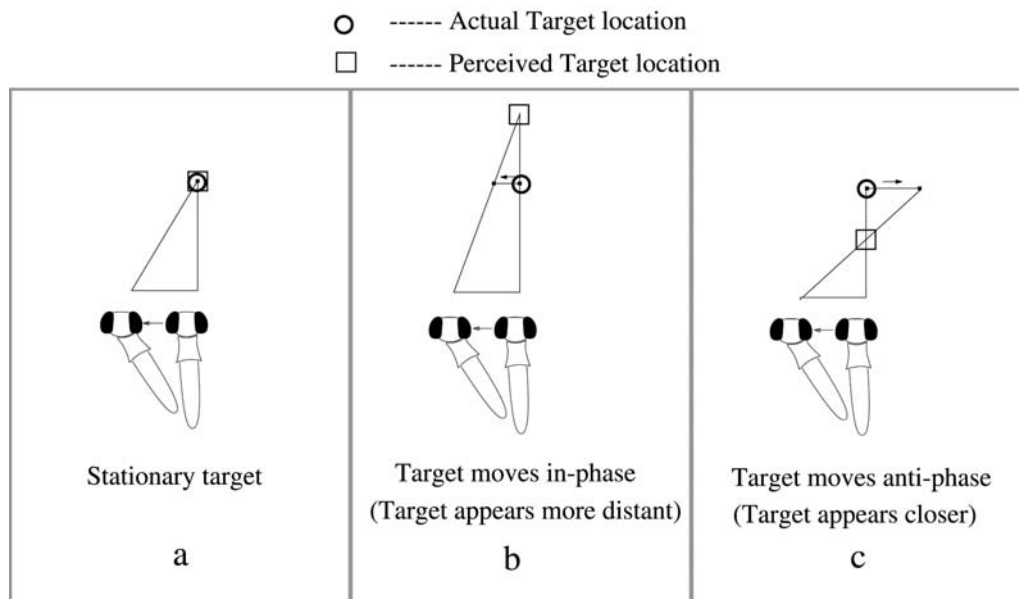 ------ Actual Target location
------ Perceived Target location
Stationary target
a
Target moves in-phase
(Target appears more distant)
b
Target moves anti-phase
(Target appears closer)
c